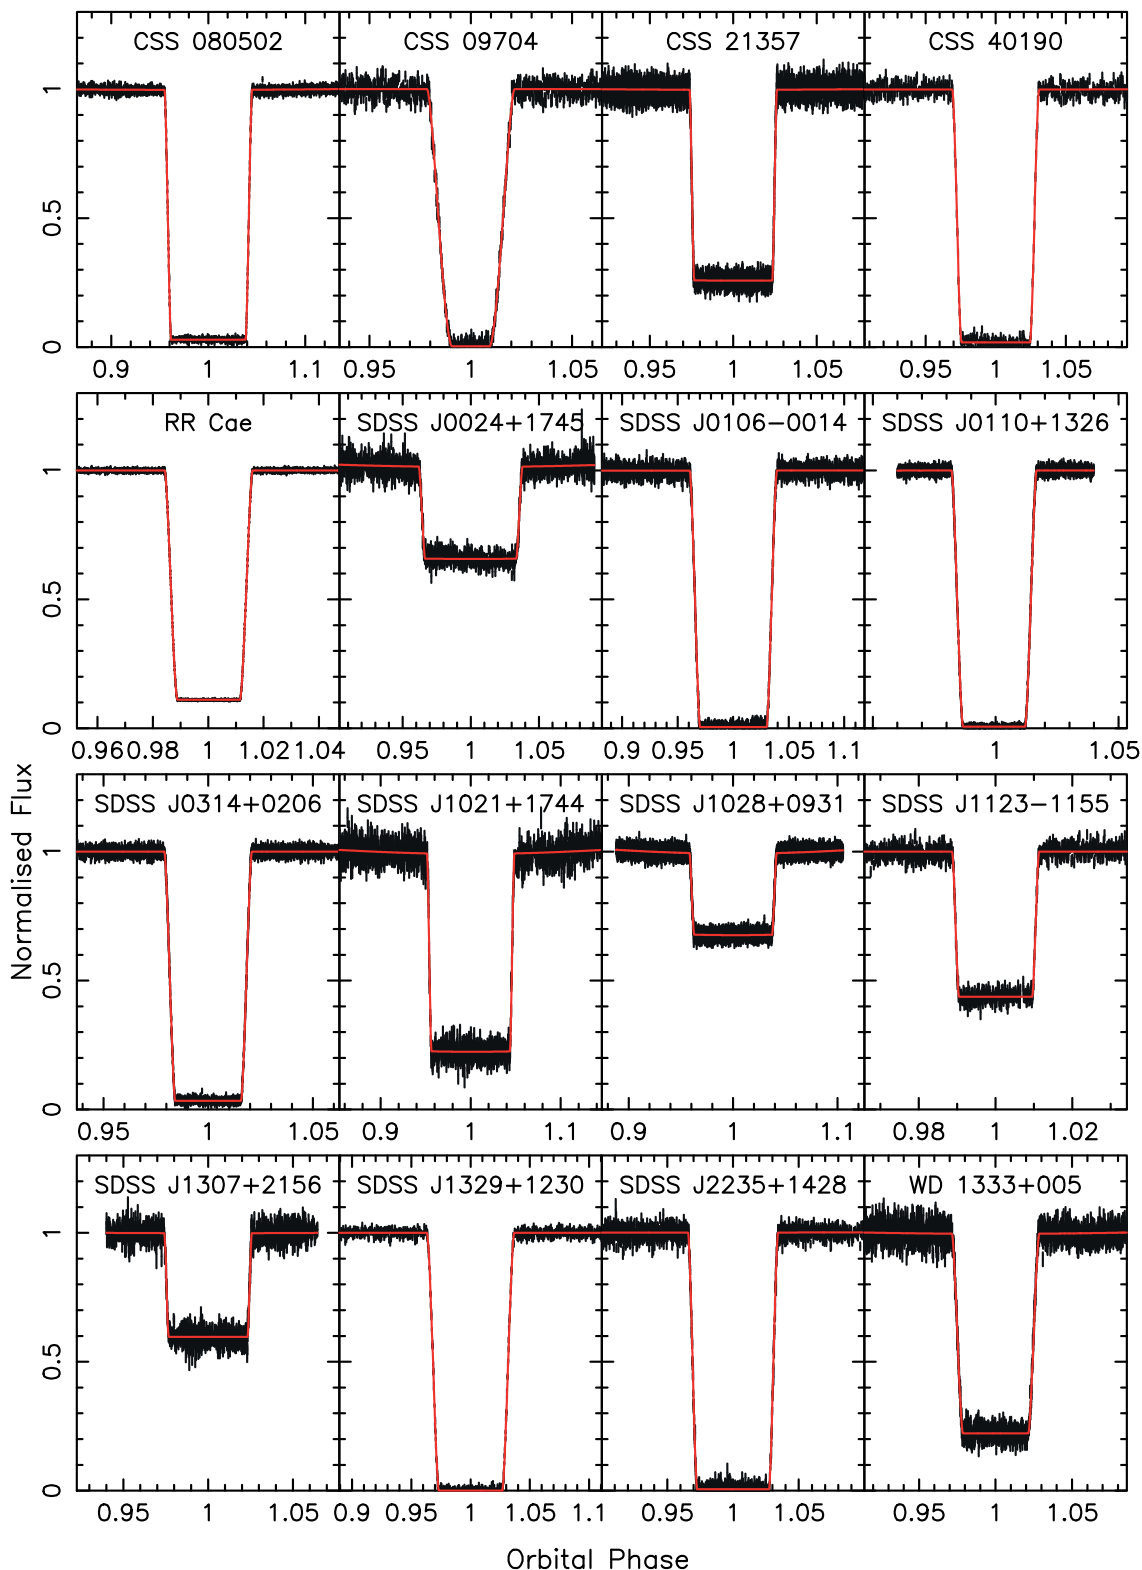 CSS 080502 CSS 09704 CSS 21357 CSS 40190
1
0.5
0
0.9 1 1.1 0.95 1 1.05 0.95 1 1.05 0.95 1 1.05
RR Cae SDSS J0024+1745 SDSS J0106-0014 SDSS J0110+1326
1
0.5
0
0.96 0.98 1 1.02 1.04 0.95 1 1.05 0.9 0.95 1 1.05 1.1 1 1.05
SDSS J0314+0206 SDSS J1021+1744 SDSS J1028+0931 SDSS J1123-1155
1
0.5
0
0.95 1 1.05 0.9 1 1.1 0.9 1 1.1 0.98 1 1.02
SDSS J1307+2156 SDSS J1329+1230 SDSS J2235+1428 WD 1333+005
1
0.5
0
0.95 1 1.05 0.9 0.95 1 1.05 1.1 0.95 1 1.05 0.95 1 1.05
Normalised Flux
Orbital Phase